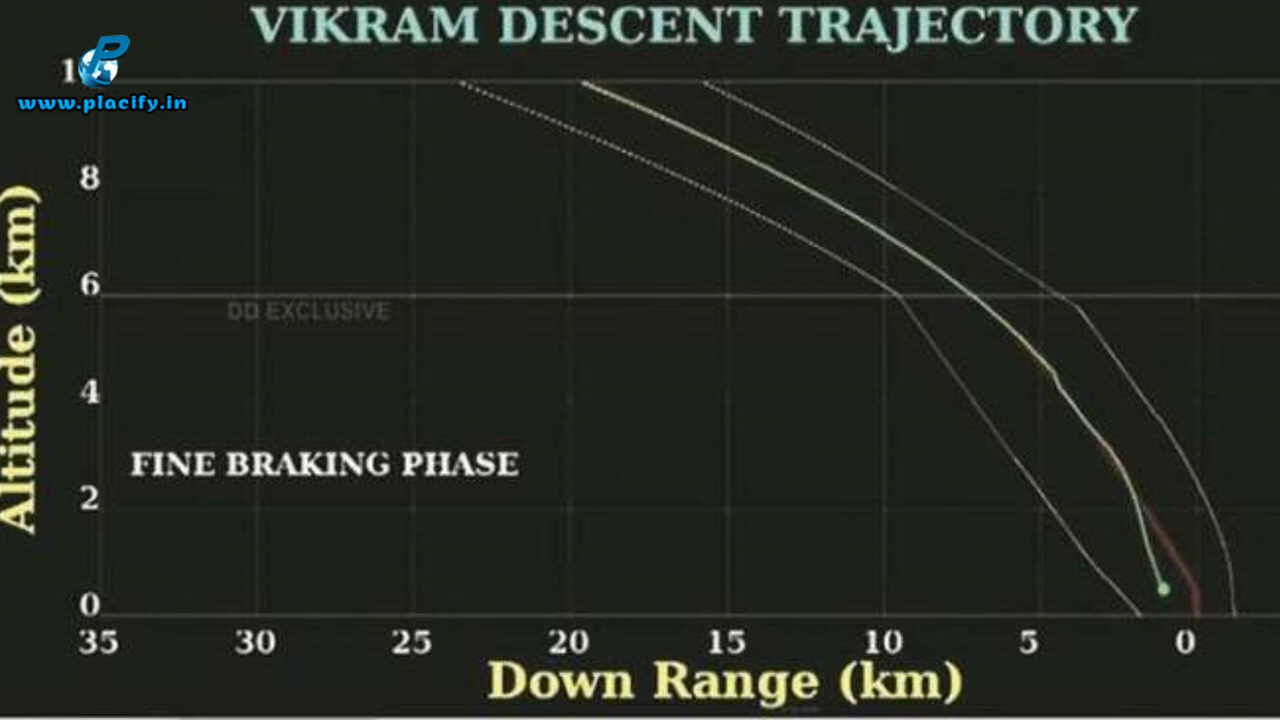 VIKRAM DESCENT TRAJECTORY
www.placify.in
8
6
4
2
0
Altitude (km)
DD EXCLUSIVE
FINE BRAKING PHASE
35 30 25 20 15 10 5 0
Down Range (km)